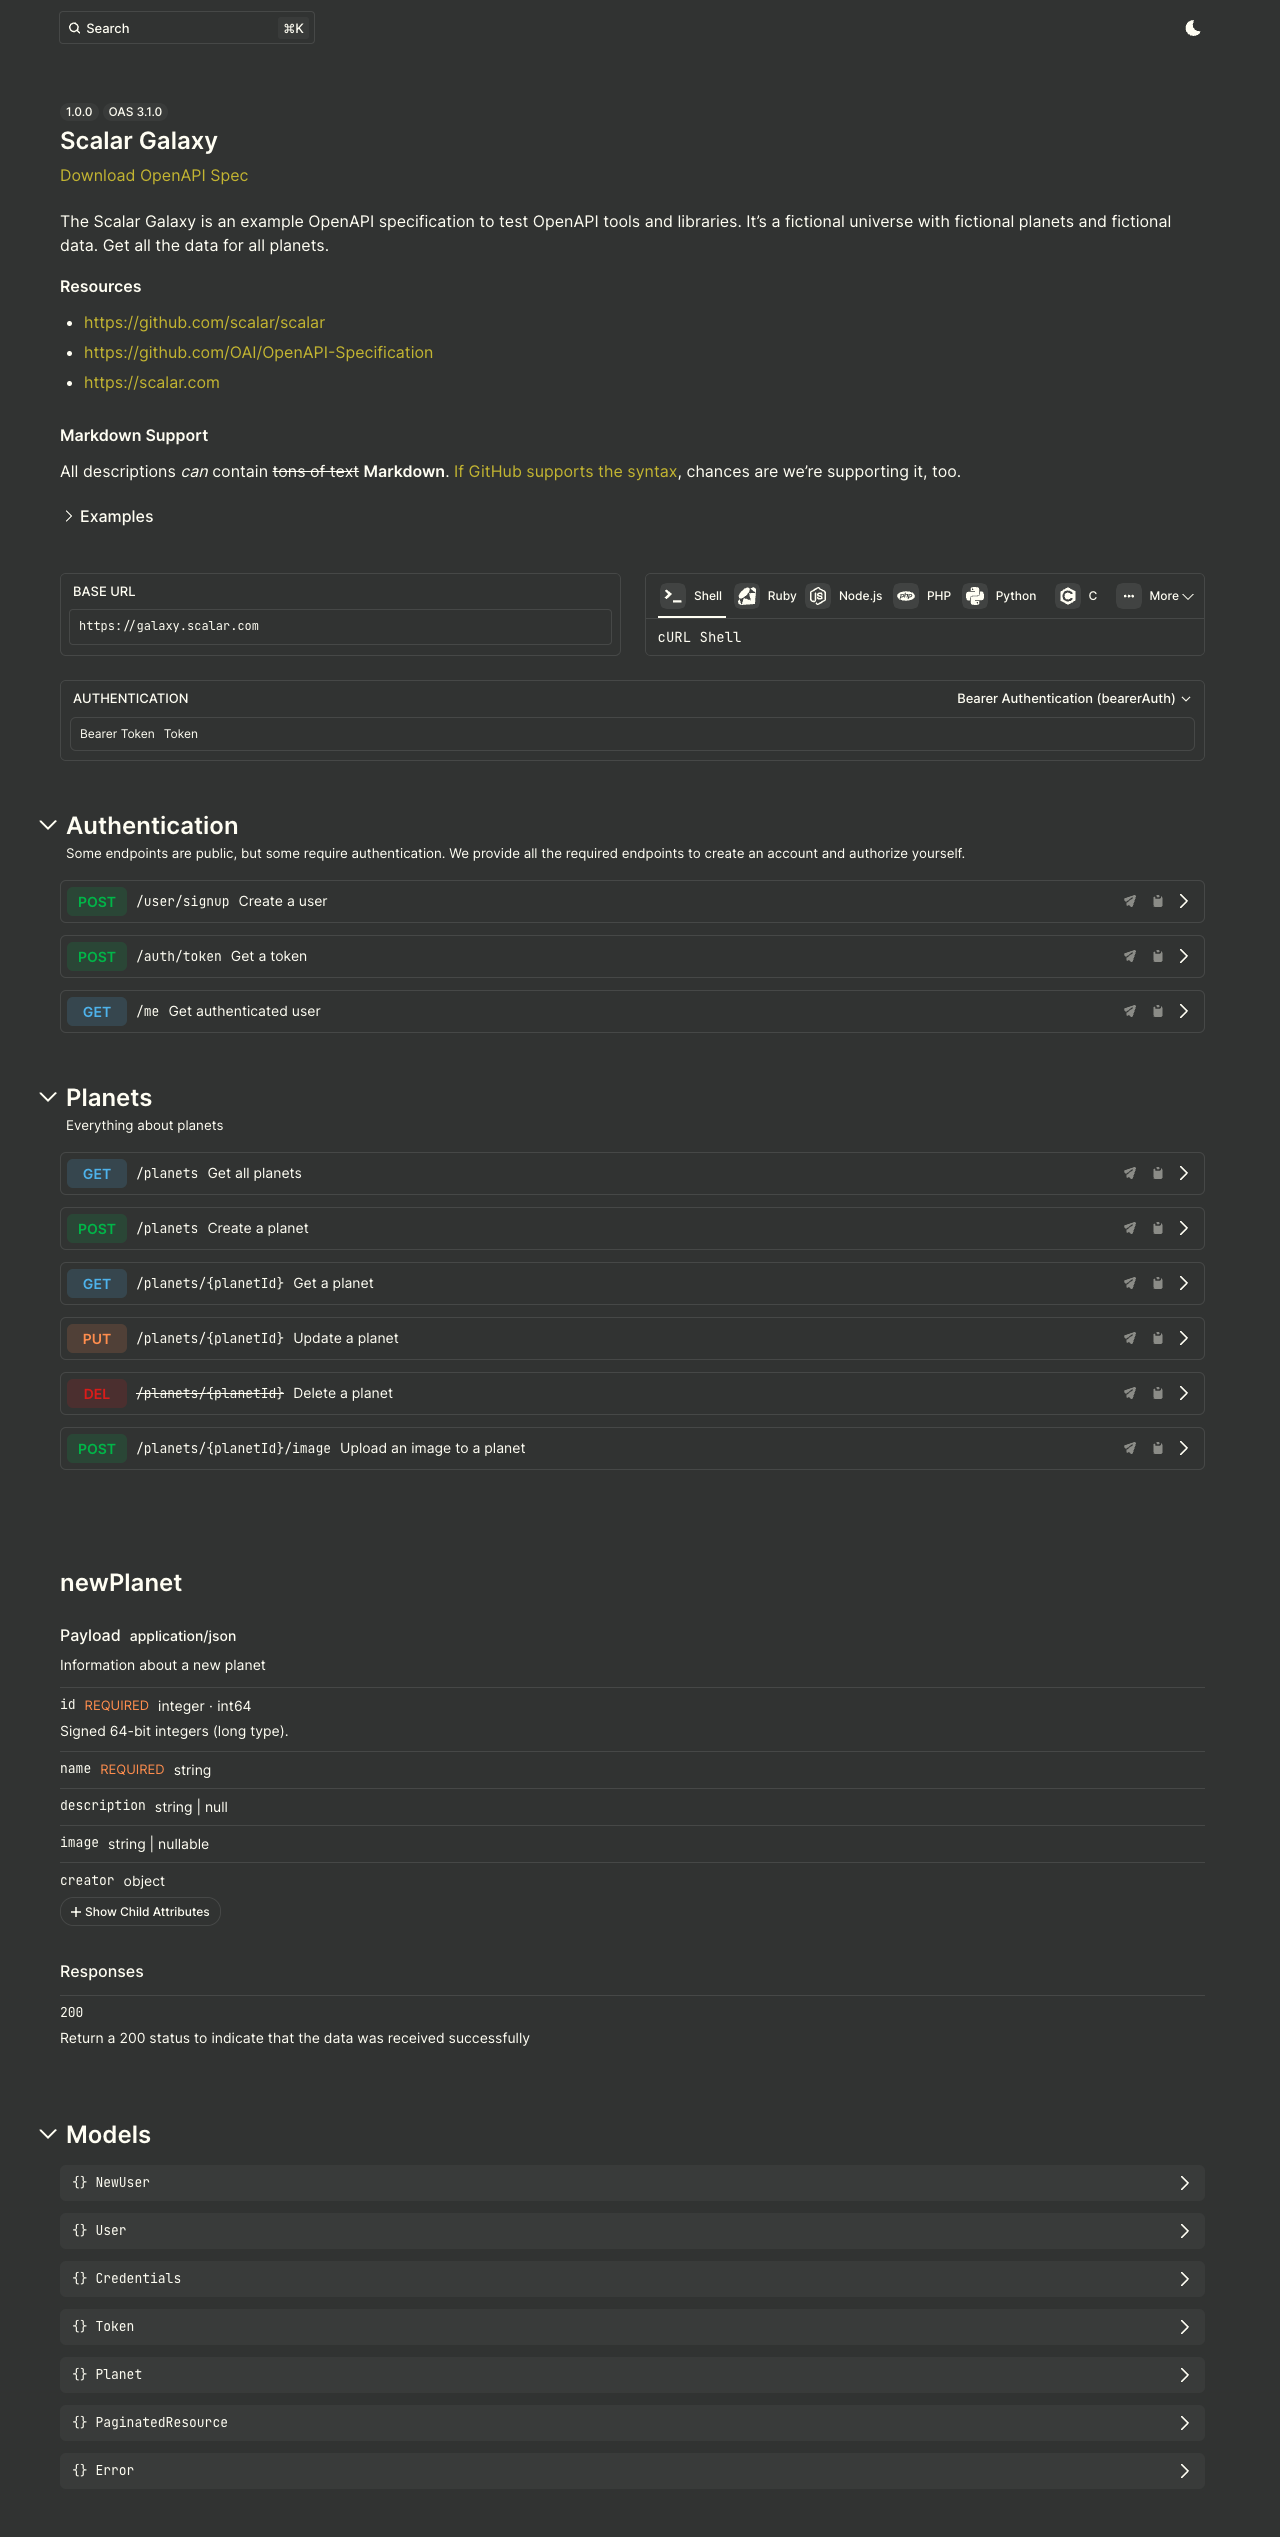 Search ⌘K
1.0.0 OAS 3.1.0
Scalar Galaxy
Download OpenAPI Spec
The Scalar Galaxy is an example OpenAPI specification to test OpenAPI tools and libraries. It’s a fictional universe with fictional planets and fictional
data. Get all the data for all planets.
Resources
https://github.com/scalar/scalar
https://github.com/OAI/OpenAPI-Specification
https://scalar.com
Markdown Support
All descriptions can contain tons of text Markdown. If GitHub supports the syntax, chances are we’re supporting it, too.
Examples
BASE URL
https://galaxy.scalar.com
Shell Ruby Node.js PHP Python C More
cURL Shell
AUTHENTICATION Bearer Authentication (bearerAuth)
Bearer Token Token
Authentication
Some endpoints are public, but some require authentication. We provide all the required endpoints to create an account and authorize yourself.
POST /user/signup Create a user
POST /auth/token Get a token
GET /me Get authenticated user
Planets
Everything about planets
GET /planets Get all planets
POST /planets Create a planet
GET /planets/{planetId} Get a planet
PUT /planets/{planetId} Update a planet
DEL /planets/{planetId} Delete a planet
POST /planets/{planetId}/image Upload an image to a planet
newPlanet
Payload application/json
Information about a new planet
id REQUIRED integer · int64
Signed 64-bit integers (long type).
name REQUIRED string
description string | null
image string | nullable
creator object
Show Child Attributes
Responses
200
Return a 200 status to indicate that the data was received successfully
Models
{} NewUser
{} User
{} Credentials
{} Token
{} Planet
{} PaginatedResource
{} Error